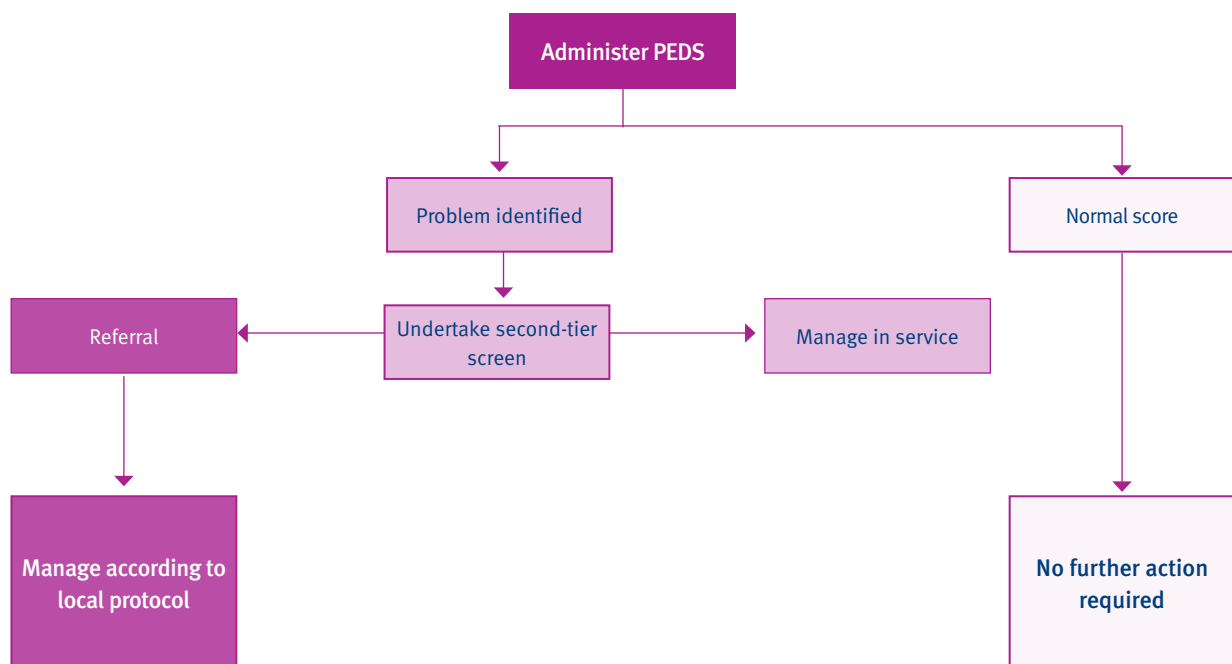 Administer PEDS
Problem identified
Normal score
Referral
Undertake second-tier
screen
Manage in service
Manage according to
local protocol
No further action
required